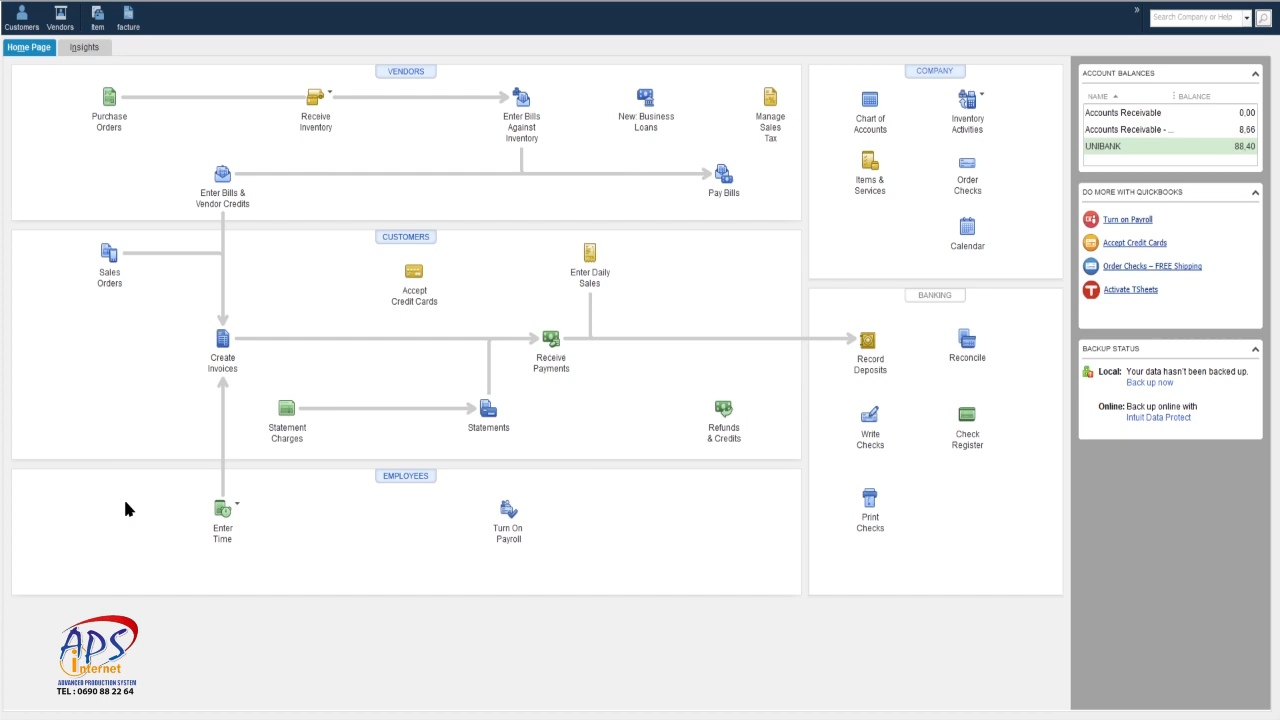 Customers
Vendors
Item
facture
»
Search Company or Help
Home Page
Insights
VENDORS
Purchase
Orders
Receive
Inventory
Enter Bills
Against
Inventory
New: Business
Loans
Manage
Sales
Tax
Enter Bills &
Vendor Credits
Pay Bills
CUSTOMERS
Sales
Orders
Accept
Credit Cards
Enter Daily
Sales
Create
Invoices
Receive
Payments
Statement
Charges
Statements
Refunds
& Credits
EMPLOYEES
Enter
Time
Turn On
Payroll
COMPANY
Chart of
Accounts
Inventory
Activities
Items &
Services
Order
Checks
Calendar
BANKING
Record
Deposits
Reconcile
Write
Checks
Check
Register
Print
Checks
ACCOUNT BALANCES
NAME BALANCE
Accounts Receivable 0,00
Accounts Receivable - ... 8,66
UNIBANK 88,40
DO MORE WITH QUICKBOOKS
Turn on Payroll
Accept Credit Cards
Order Checks – FREE Shipping
T Activate TSheets
BACKUP STATUS
Local: Your data hasn't been backed up.
Back up now
Online: Back up online with
Intuit Data Protect
APS
internet
ADVANCED PRODUCTION SYSTEM
TEL : 0690 88 22 64